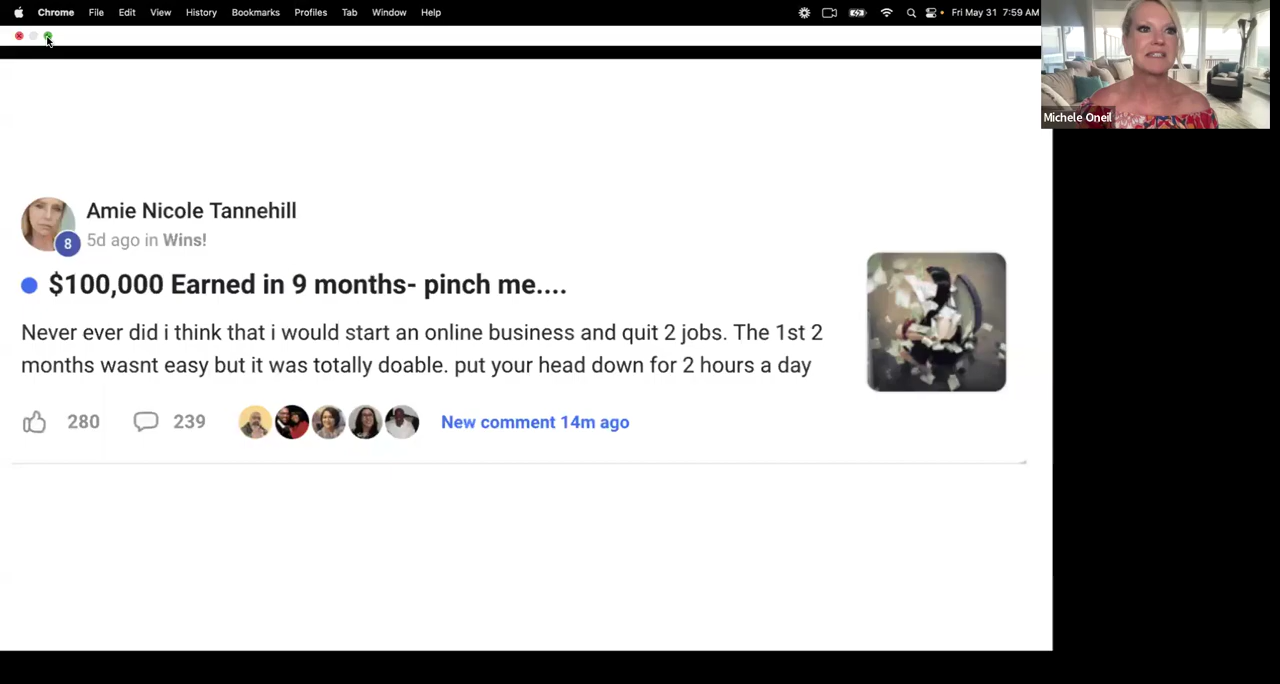 Chrome File Edit View History Bookmarks Profiles Tab Window Help Fri May 31 7:59 AM
Michele Oneil
Amie Nicole Tannehill
8
5d ago in Wins!
$100,000 Earned in 9 months- pinch me....
Never ever did i think that i would start an online business and quit 2 jobs. The 1st 2
months wasnt easy but it was totally doable. put your head down for 2 hours a day
280 239 New comment 14m ago